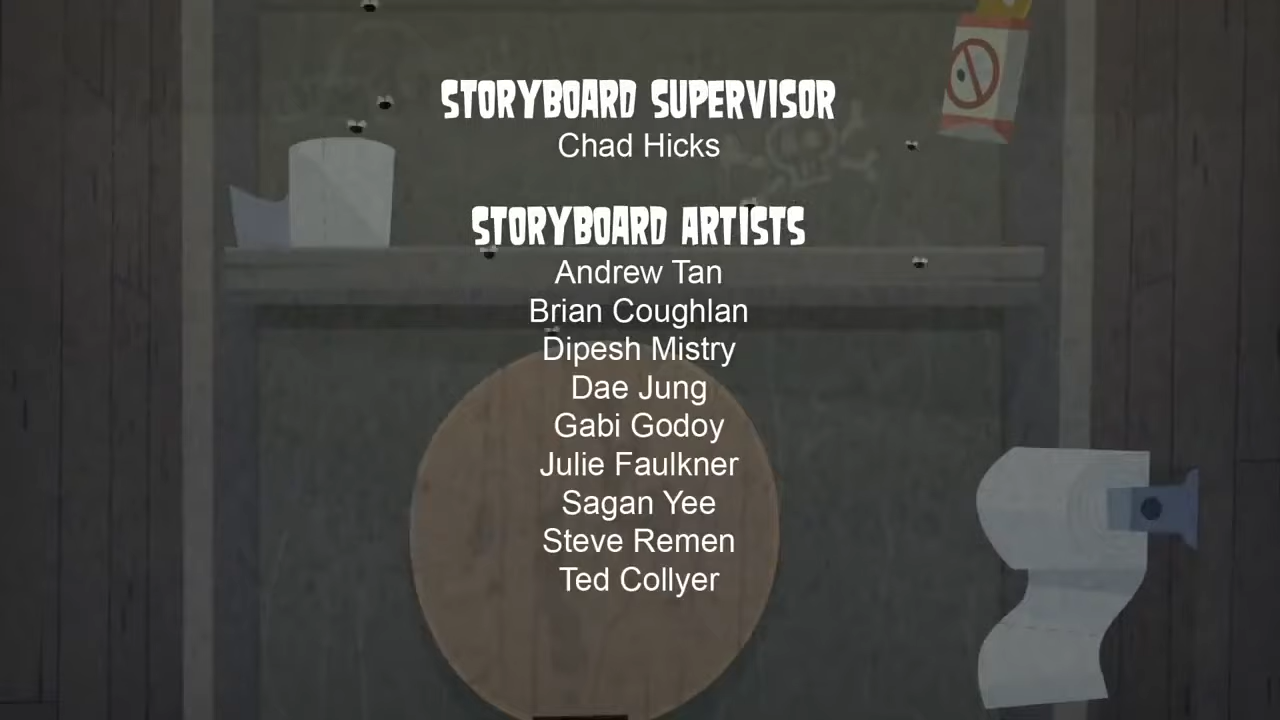 STORYBOARD SUPERVISOR
Chad Hicks
STORYBOARD ARTISTS
Andrew Tan
Brian Coughlan
Dipesh Mistry
Dae Jung
Gabi Godoy
Julie Faulkner
Sagan Yee
Steve Remen
Ted Collyer